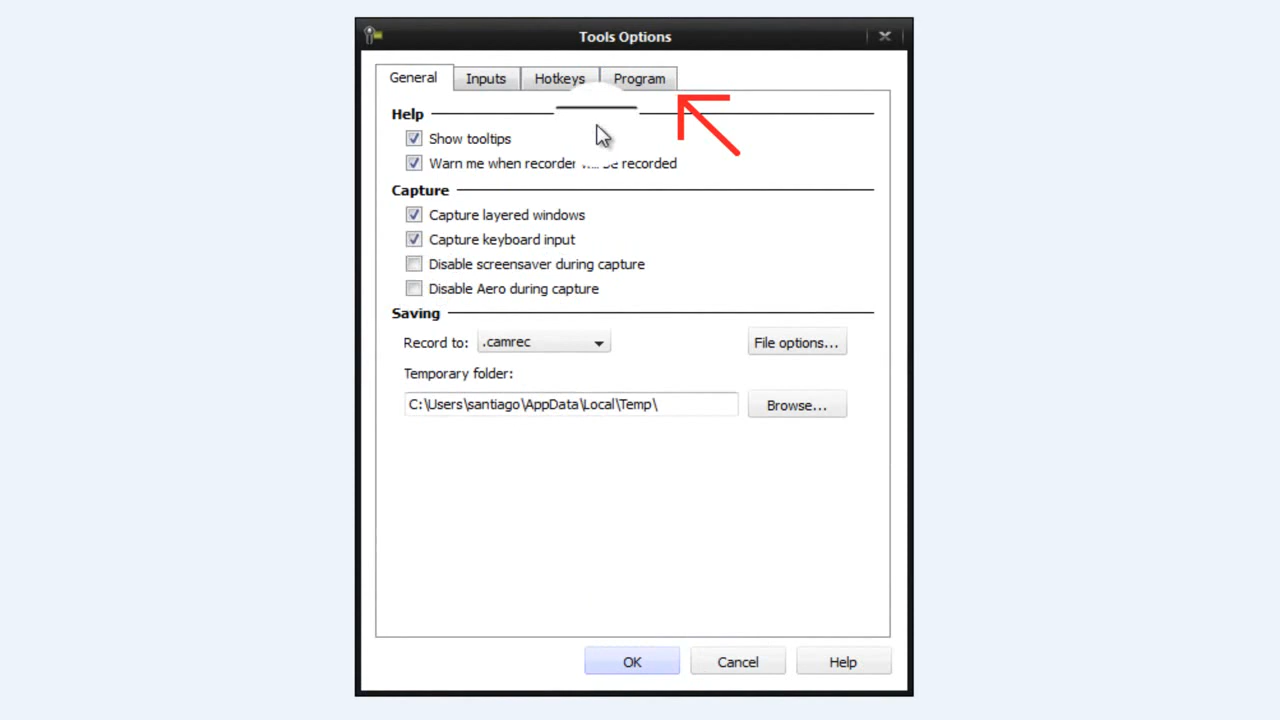 Tools Options
General Inputs Hotkeys Program
Help
Show tooltips
Warn me when recorder be recorded
Capture
Capture layered windows
Capture keyboard input
Disable screensaver during capture
Disable Aero during capture
Saving
Record to: .camrec File options...
Temporary folder:
C:\Users\santiago\AppData\Local\Temp\ Browse...
OK Cancel Help